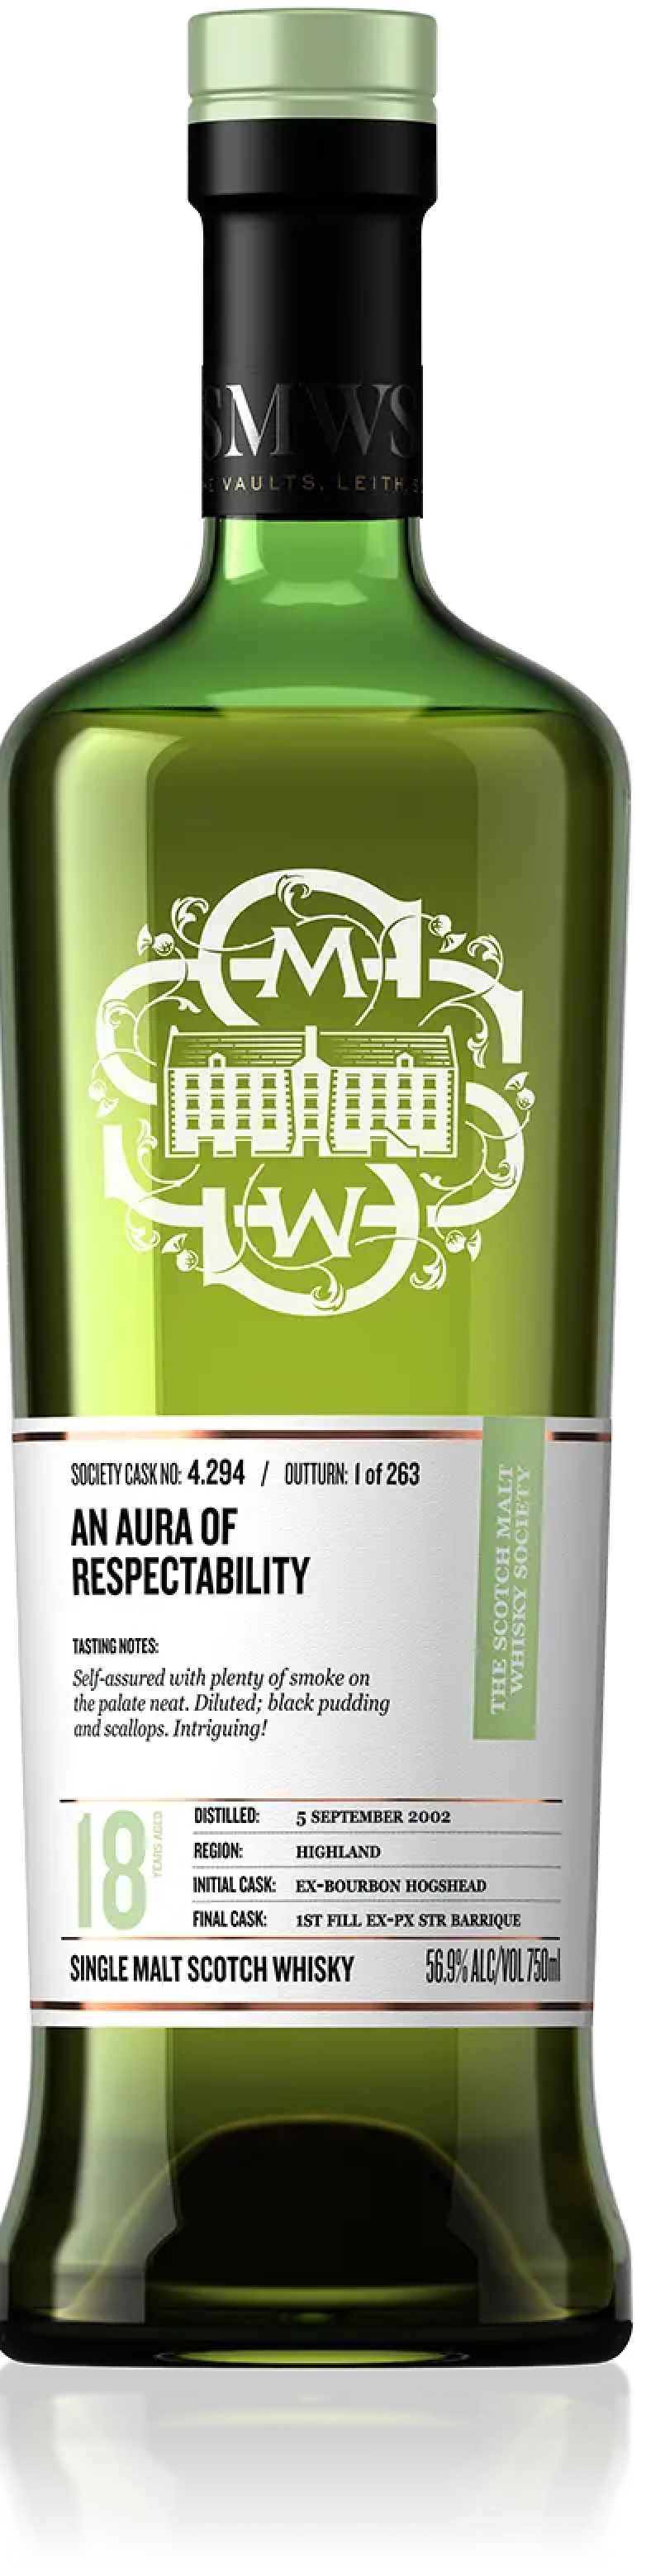 SMWS
VAULTS, LEITH,
M
W
SOCIETY CASK NO: 4.294 / OUTTURN: 1 of 263
AN AURA OF
RESPECTABILITY
TASTING NOTES:
Self-assured with plenty of smoke on
the palate neat. Diluted; black pudding
and scallops. Intriguing!
THE SCOTCH MALT
WHISKY SOCIETY
18
YEARS AGED
DISTILLED: 5 SEPTEMBER 2002
REGION: HIGHLAND
INITIAL CASK: EX-BOURBON HOGSHEAD
FINAL CASK: 1ST FILL EX-PX STR BARRIQUE
SINGLE MALT SCOTCH WHISKY 56.9% ALC/VOL 750ml